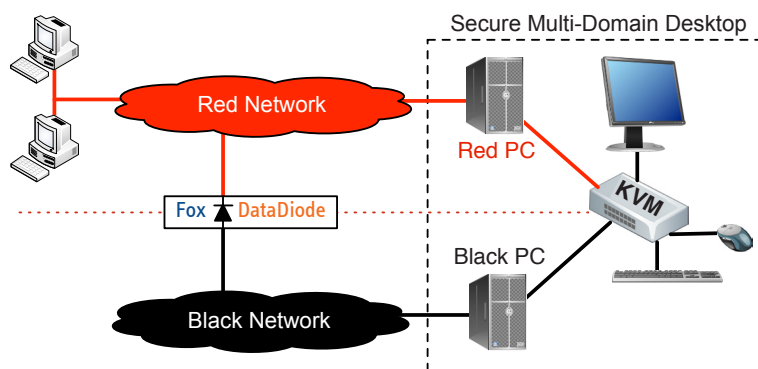 Secure Multi-Domain Desktop
Red Network
Red PC
KVM
Fox DataDiode
Black PC
Black Network